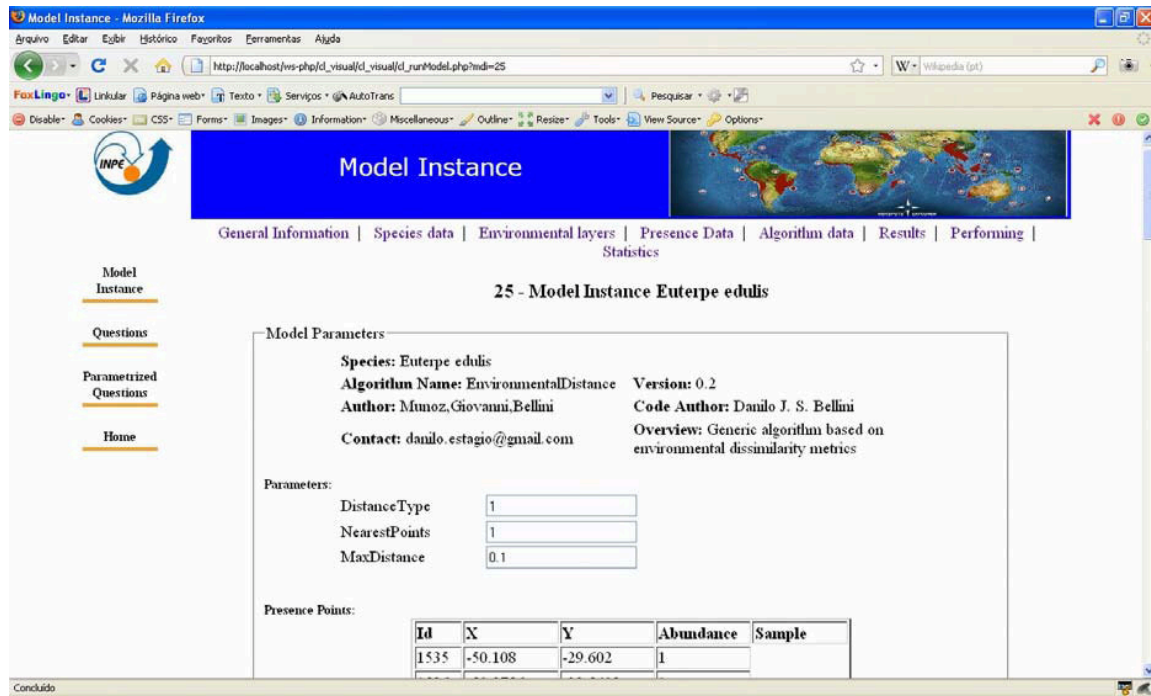 Model Instance - Mozilla Firefox
Arquivo Editar Exibir Histórico Favoritos Ferramentas Ajuda
http://localhost/ws-php/cl_visual/cl_visual/cl_runModel.php?mdi=25
W Wikipedia (pt)
FoxLingo Linkular Página web Texto Serviços AutoTrans Pesquisar
Disable Cookies CSS Forms Images Information Miscellaneous Outline Resize Tools View Source Options
INPE
Model Instance
General Information | Species data | Environmental layers | Presence Data | Algorithm data | Results | Performing |
Statistics
Model
Instance
Questions
Parametrized
Questions
Home
25 - Model Instance Euterpe edulis
Model Parameters
Species: Euterpe edulis
Algorithm Name: EnvironmentalDistance Version: 0.2
Author: Munoz,Giovanni,Bellini Code Author: Danilo J. S. Bellini
Contact: danilo.estagio@gmail.com Overview: Generic algorithm based on
environmental dissimilarity metrics
Parameters:
DistanceType 1
NearestPoints 1
MaxDistance 0.1
Presence Points:
Id X Y Abundance Sample
1535 -50.108 -29.602 1
Concluído